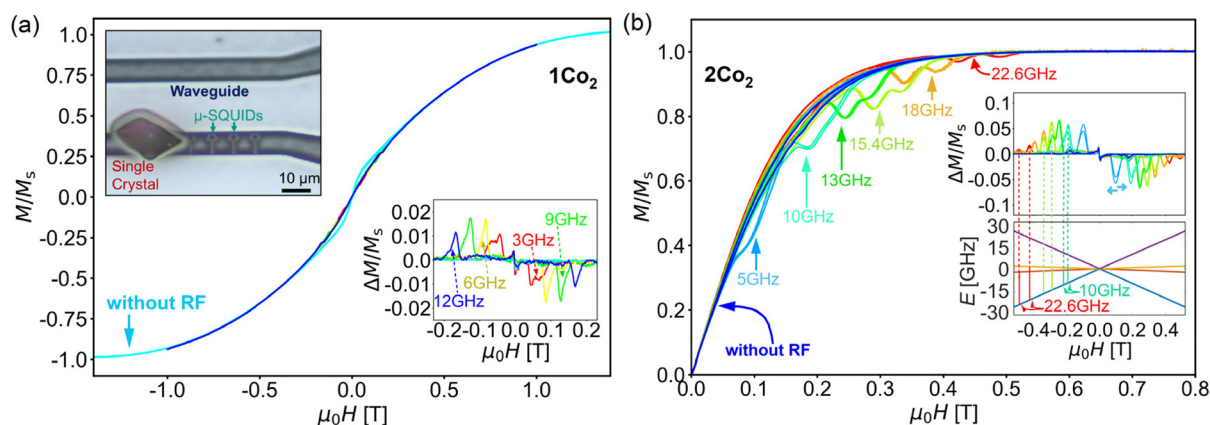 (a)
1.0
0.75
0.50
0.25
0.0
-0.25
-0.50
-0.75
-1.0
M/Ms
Waveguide
μ-SQUIDs
Single
Crystal
10 μm
1Co2
without RF
0.02
0.01
0.0
-0.01
-0.02
ΔM/Ms
9GHz
3GHz
6GHz
12GHz
-0.2 -0.1 0.0 0.1 0.2
μ0H [T]
-1.0 -0.5 0.0 0.5 1.0
μ0H [T]
(b)
1.0
0.8
0.6
0.4
0.2
0.0
M/Ms
2Co2
22.6GHz
18GHz
15.4GHz
13GHz
10GHz
5GHz
without RF
0.1
0.05
0.00
-0.05
-0.1
ΔM/Ms
30
15
0
-15
-30
E [GHz]
10GHz
22.6GHz
-0.4 -0.2 0.0 0.2 0.4
μ0H [T]
0.0 0.1 0.2 0.3 0.4 0.5 0.6 0.7 0.8
μ0H [T]